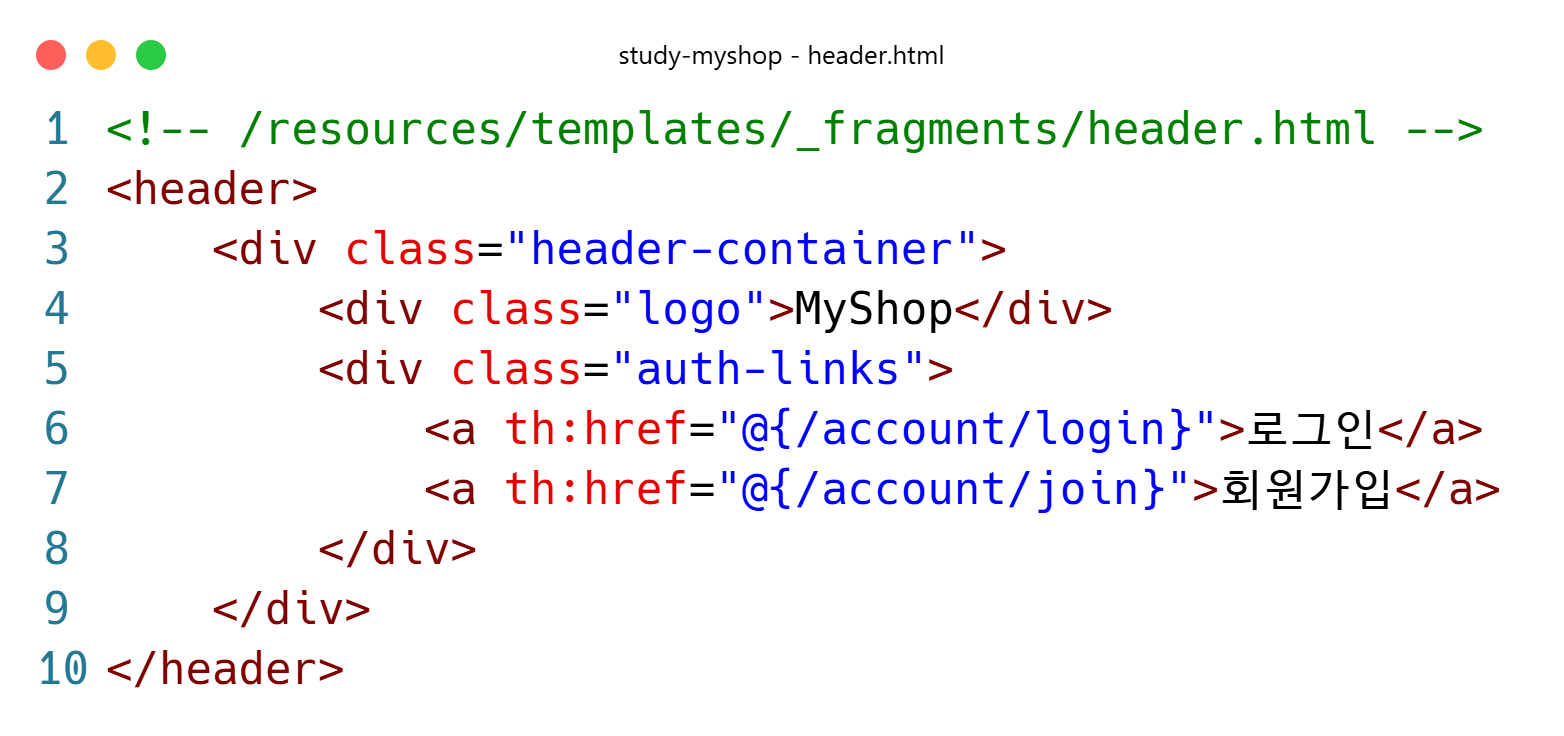 study-myshop - header.html
1 <!-- /resources/templates/_fragments/header.html -->
2 <header>
3     <div class="header-container">
4         <div class="logo">MyShop</div>
5         <div class="auth-links">
6             <a th:href="@{/account/login}">로그인</a>
7             <a th:href="@{/account/join}">회원가입</a>
8         </div>
9     </div>
10 </header>